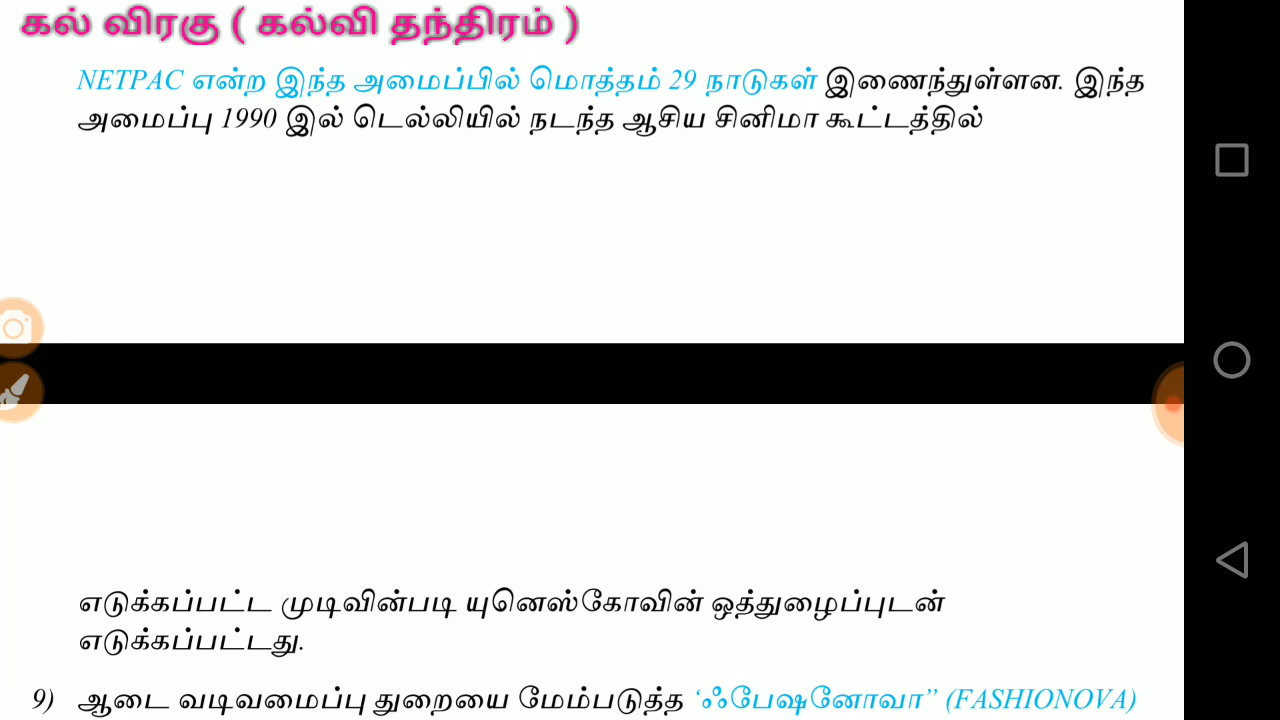 கல் விரகு ( கல்வி தந்திரம் )
NETPAC என்ற இந்த அமைப்பில் மொத்தம் 29 நாடுகள் இணைந்துள்ளன. இந்த
அமைப்பு 1990 இல் டெல்லியில் நடந்த ஆசிய சினிமா கூட்டத்தில்
எடுக்கப்பட்ட முடிவின்படி யுனெஸ்கோவின் ஒத்துழைப்புடன்
எடுக்கப்பட்டது.
9) ஆடை வடிவமைப்பு துறையை மேம்படுத்த ‘ஃபேஷனோவா” (FASHIONOVA)